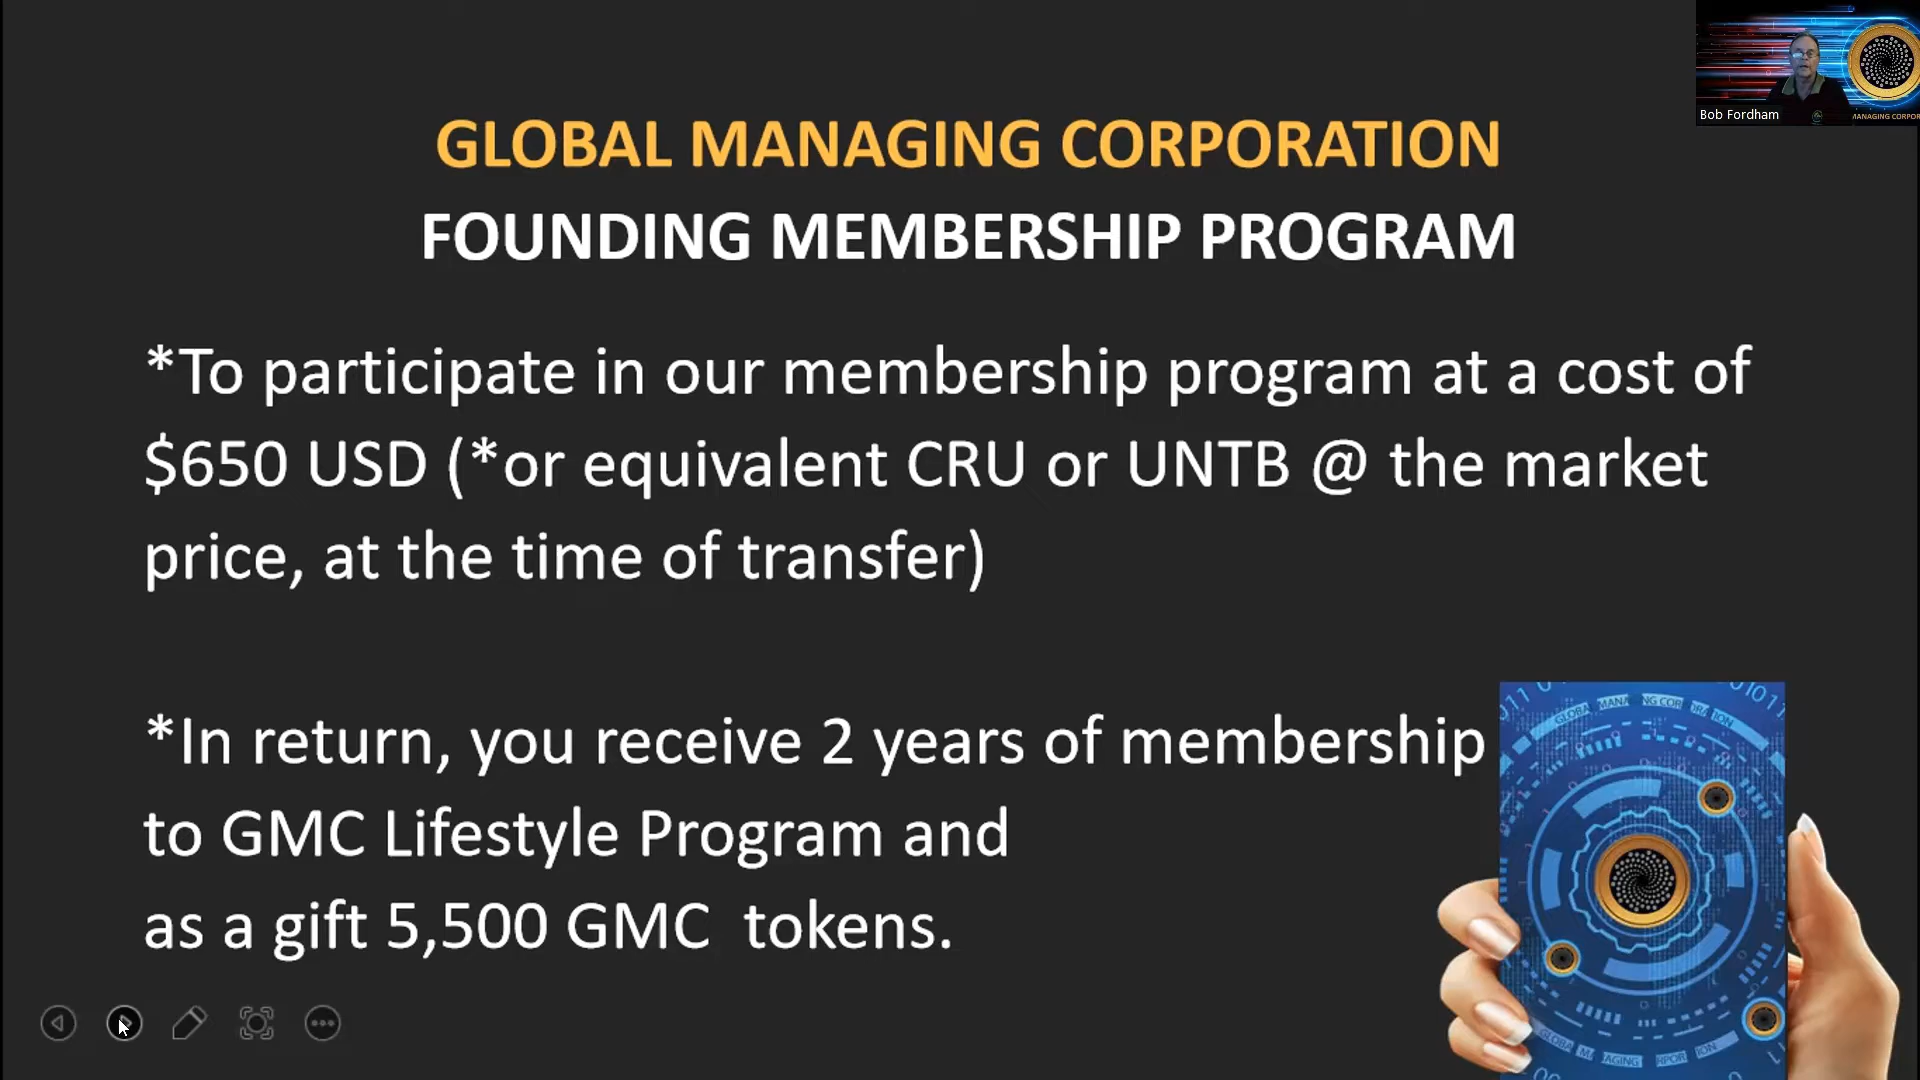 GLOBAL MANAGING CORPORATION
FOUNDING MEMBERSHIP PROGRAM
Bob Fordham
MANAGING CORPOR
*To participate in our membership program at a cost of
$650 USD (*or equivalent CRU or UNTB @ the market
price, at the time of transfer)
*In return, you receive 2 years of membership
to GMC Lifestyle Program and
as a gift 5,500 GMC tokens.